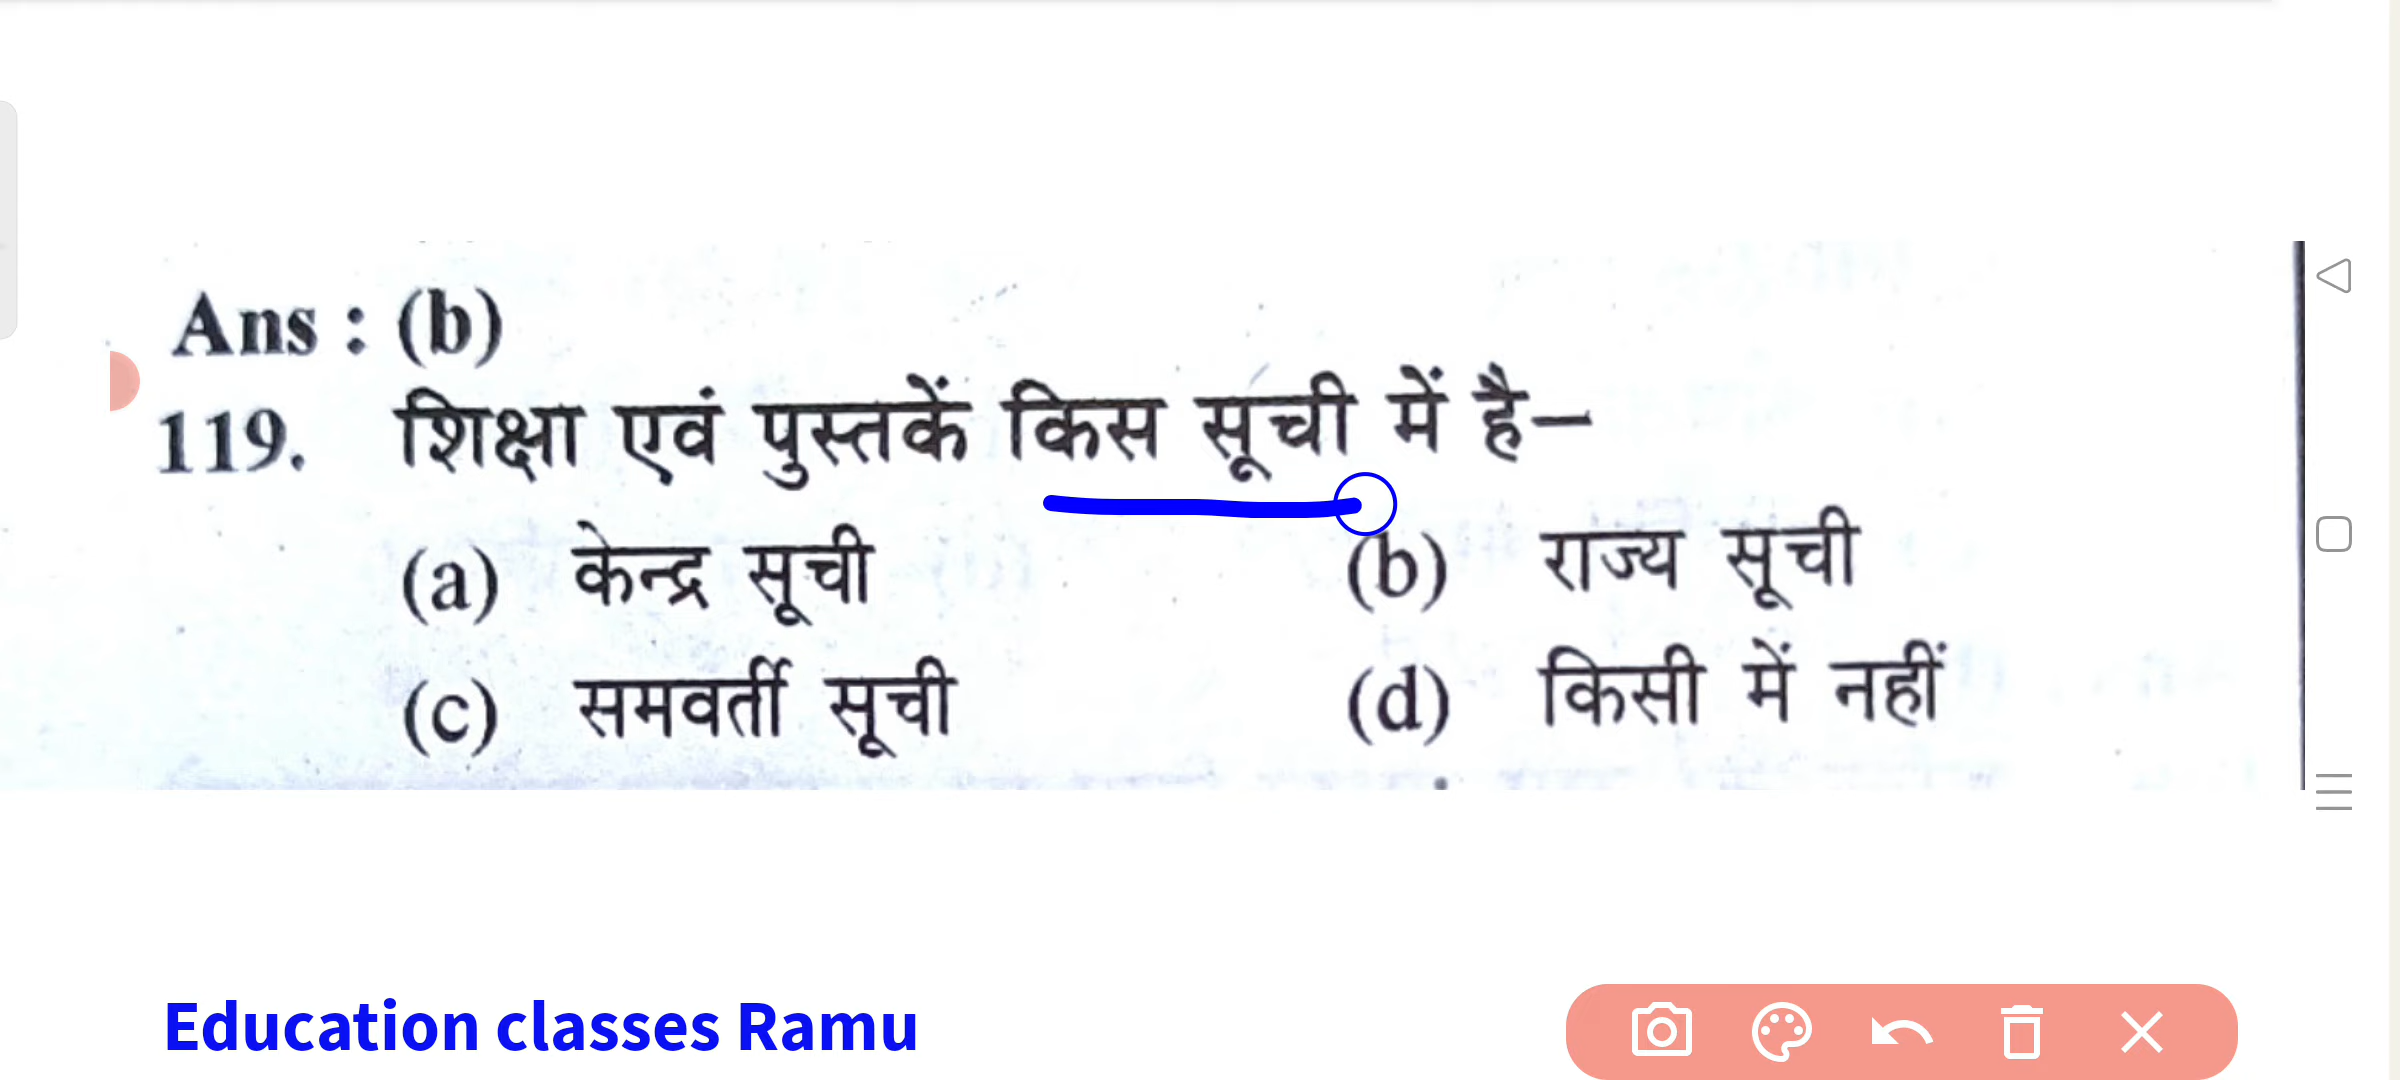 Ans : (b)
119. शिक्षा एवं पुस्तकें किस सूची में है–
(a) केन्द्र सूची (b) राज्य सूची
(c) समवर्ती सूची (d) किसी में नहीं
Education classes Ramu